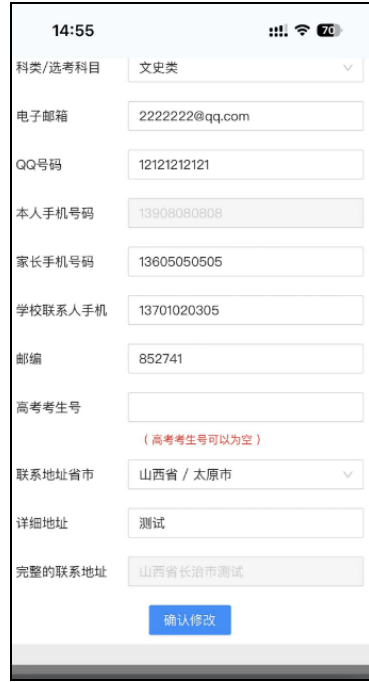 14:55
70
科类/选考科目
文史类
电子邮箱
2222222@qq.com
QQ号码
12121212121
本人手机号码
13908080808
家长手机号码
13605050505
学校联系人手机
13701020305
邮编
852741
高考考生号
（高考考生号可以为空）
联系地址省市
山西省 / 太原市
详细地址
测试
完整的联系地址
山西省长治市测试
确认修改